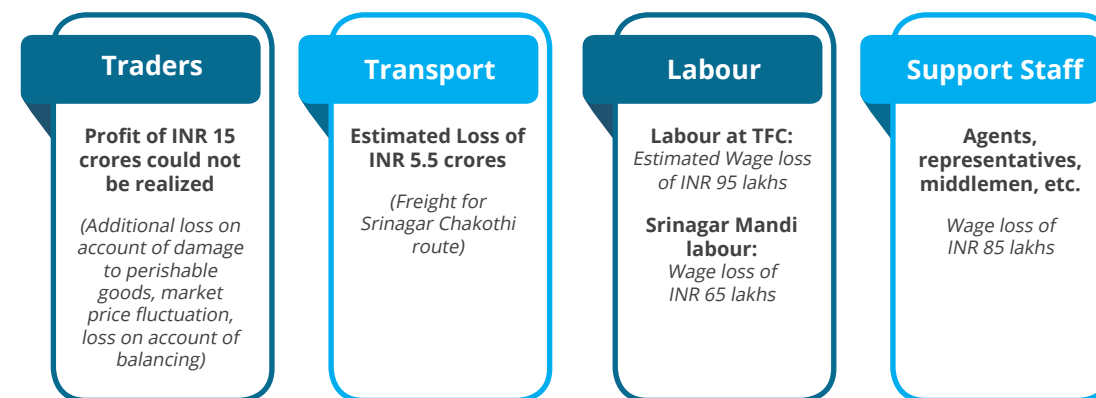 Traders
Profit of INR 15
crores could not
be realized
(Additional loss on
account of damage
to perishable
goods, market
price fluctuation,
loss on account of
balancing)
Transport
Estimated Loss of
INR 5.5 crores
(Freight for
Srinagar Chakothi
route)
Labour
Labour at TFC:
Estimated Wage loss
of INR 95 lakhs
Srinagar Mandi
labour:
Wage loss of
INR 65 lakhs
Support Staff
Agents,
representatives,
middlemen, etc.
Wage loss of
INR 85 lakhs